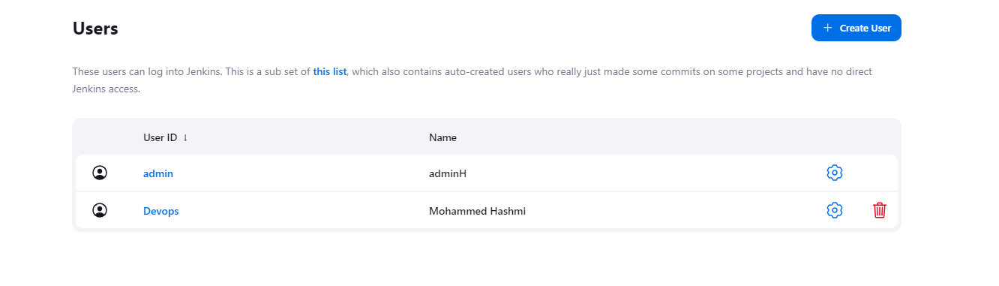 Users
+ Create User
These users can log into Jenkins. This is a sub set of this list, which also contains auto-created users who really just made some commits on some projects and have no direct
Jenkins access.
User ID ↓ Name
admin adminH
Devops Mohammed Hashmi